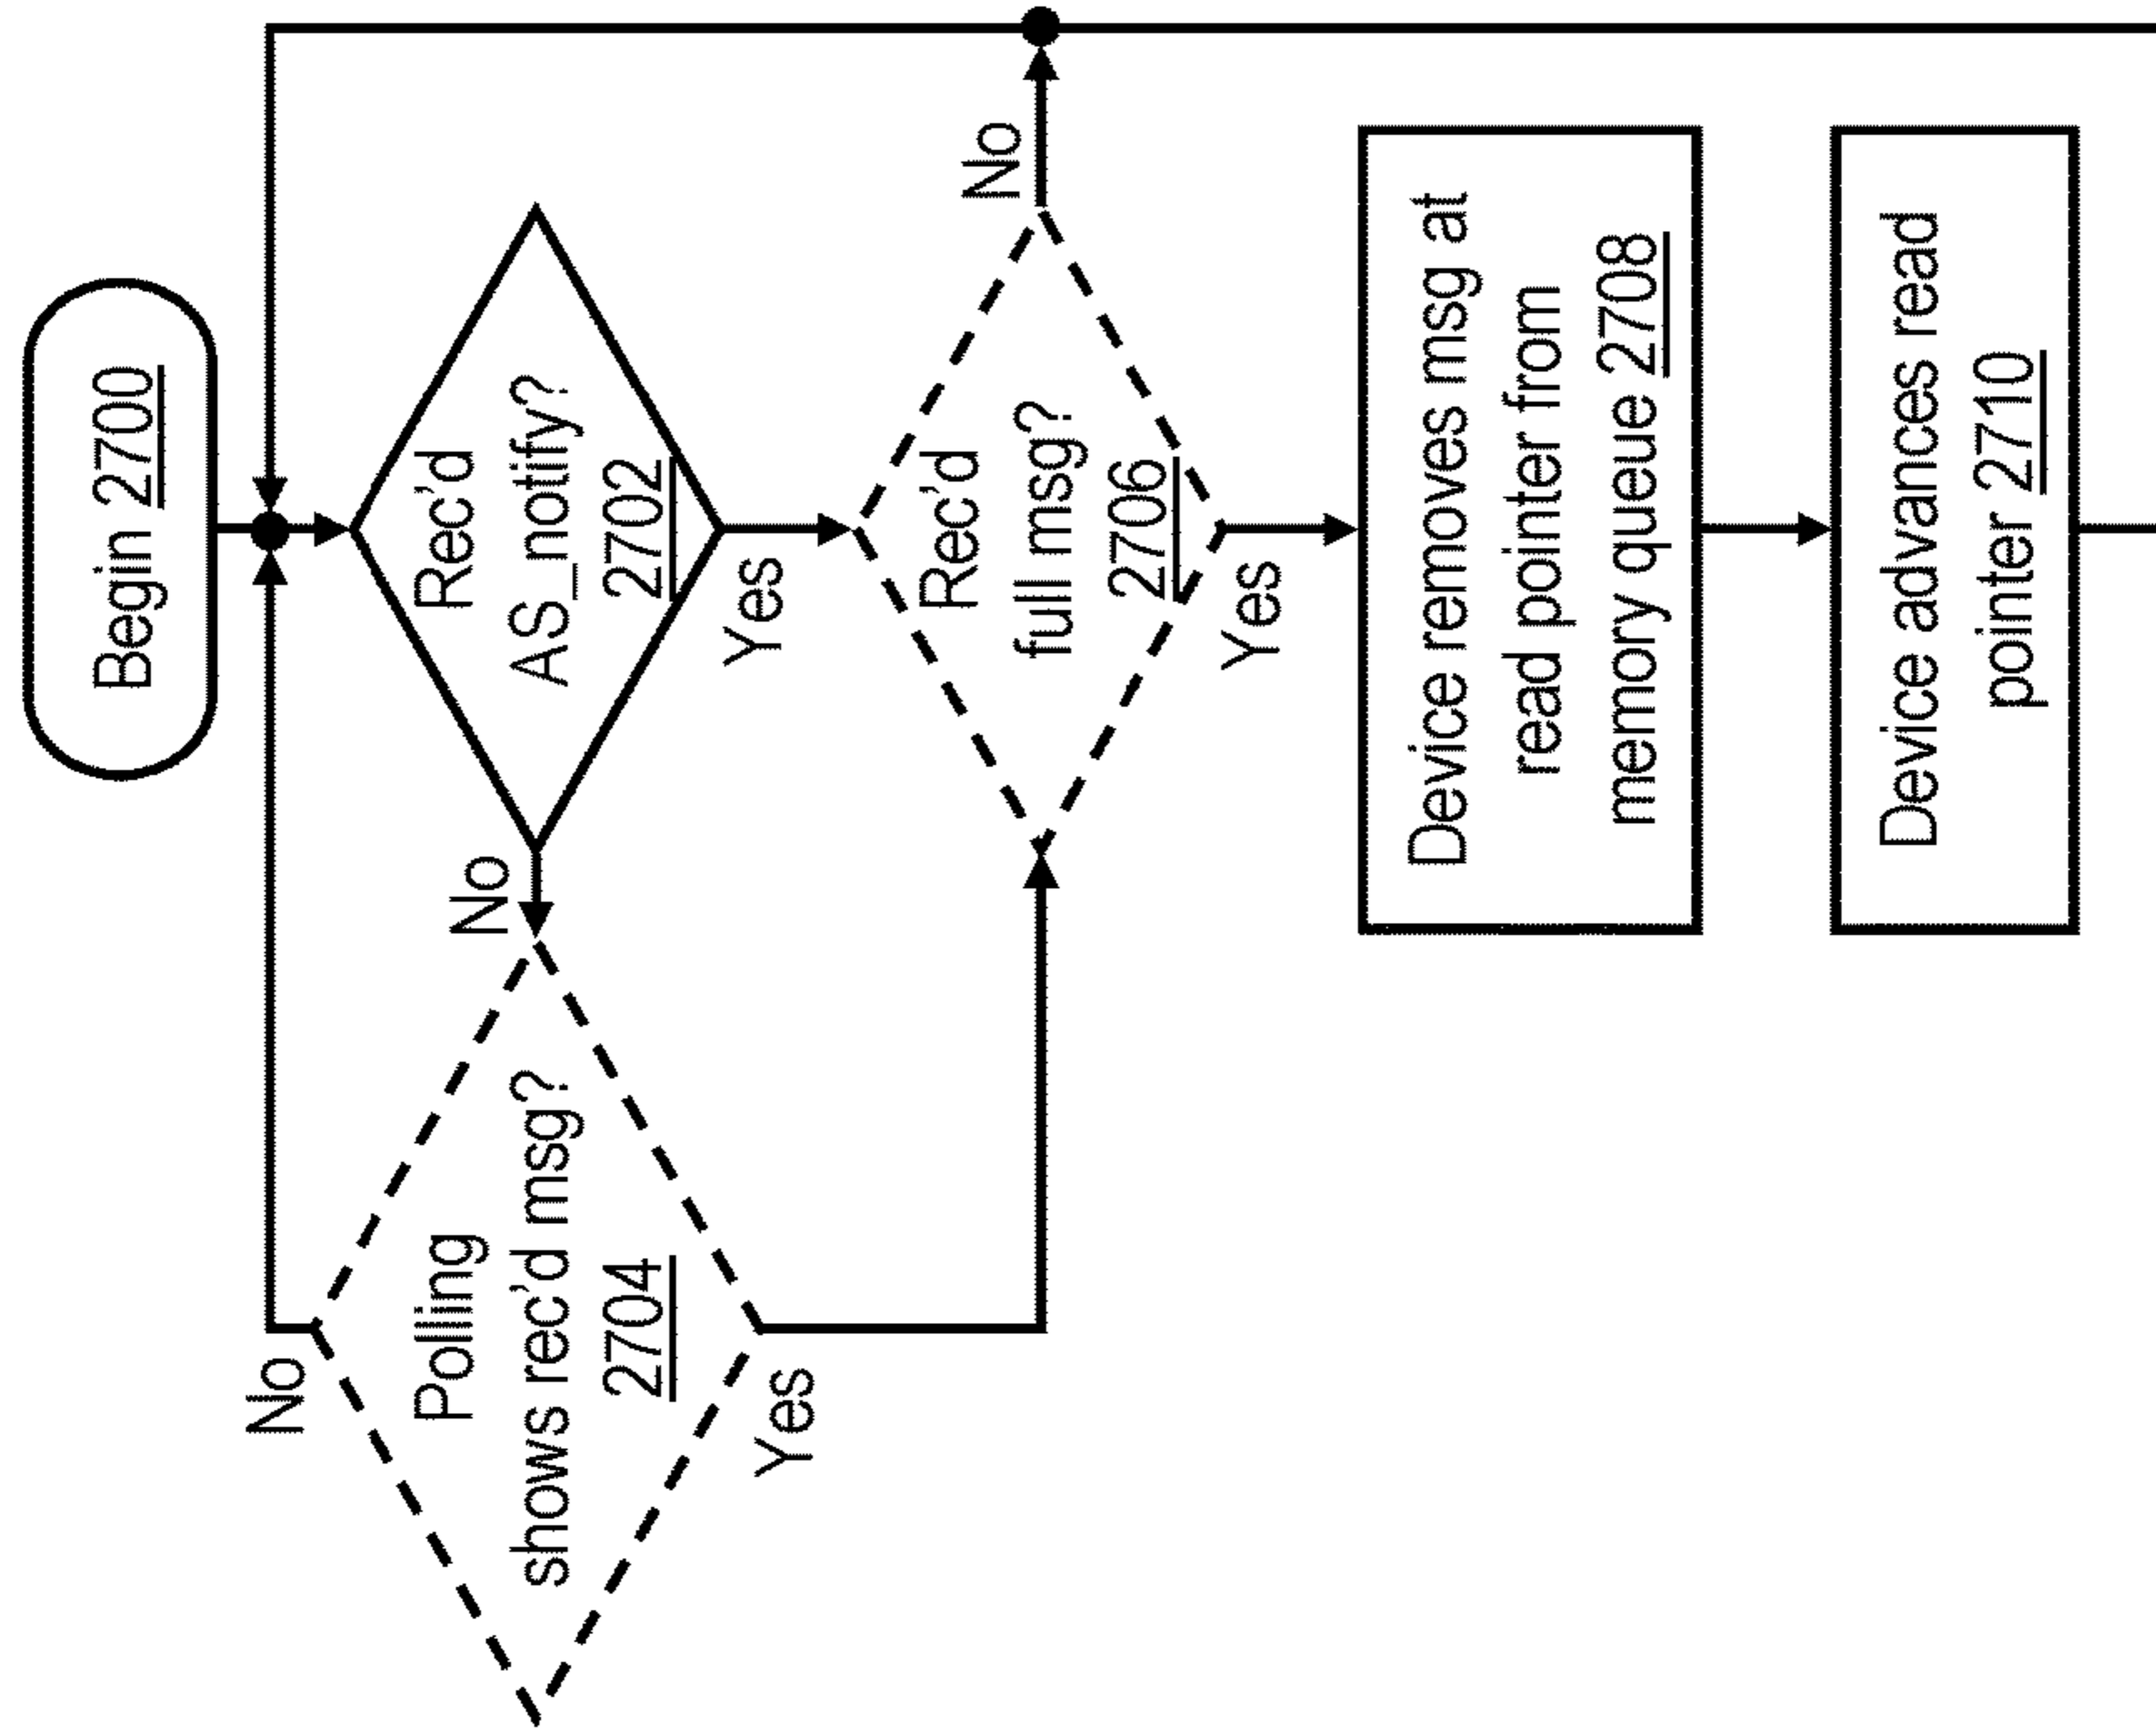 Begin 2700
Rec'd
AS_notify?
2702
No
Yes
Polling
shows rec'd msg?
2704
No
Yes
Rec'd
full msg?
2706
No
Yes
Device removes msg at
read pointer from
memory queue 2708
Device advances read
pointer 2710